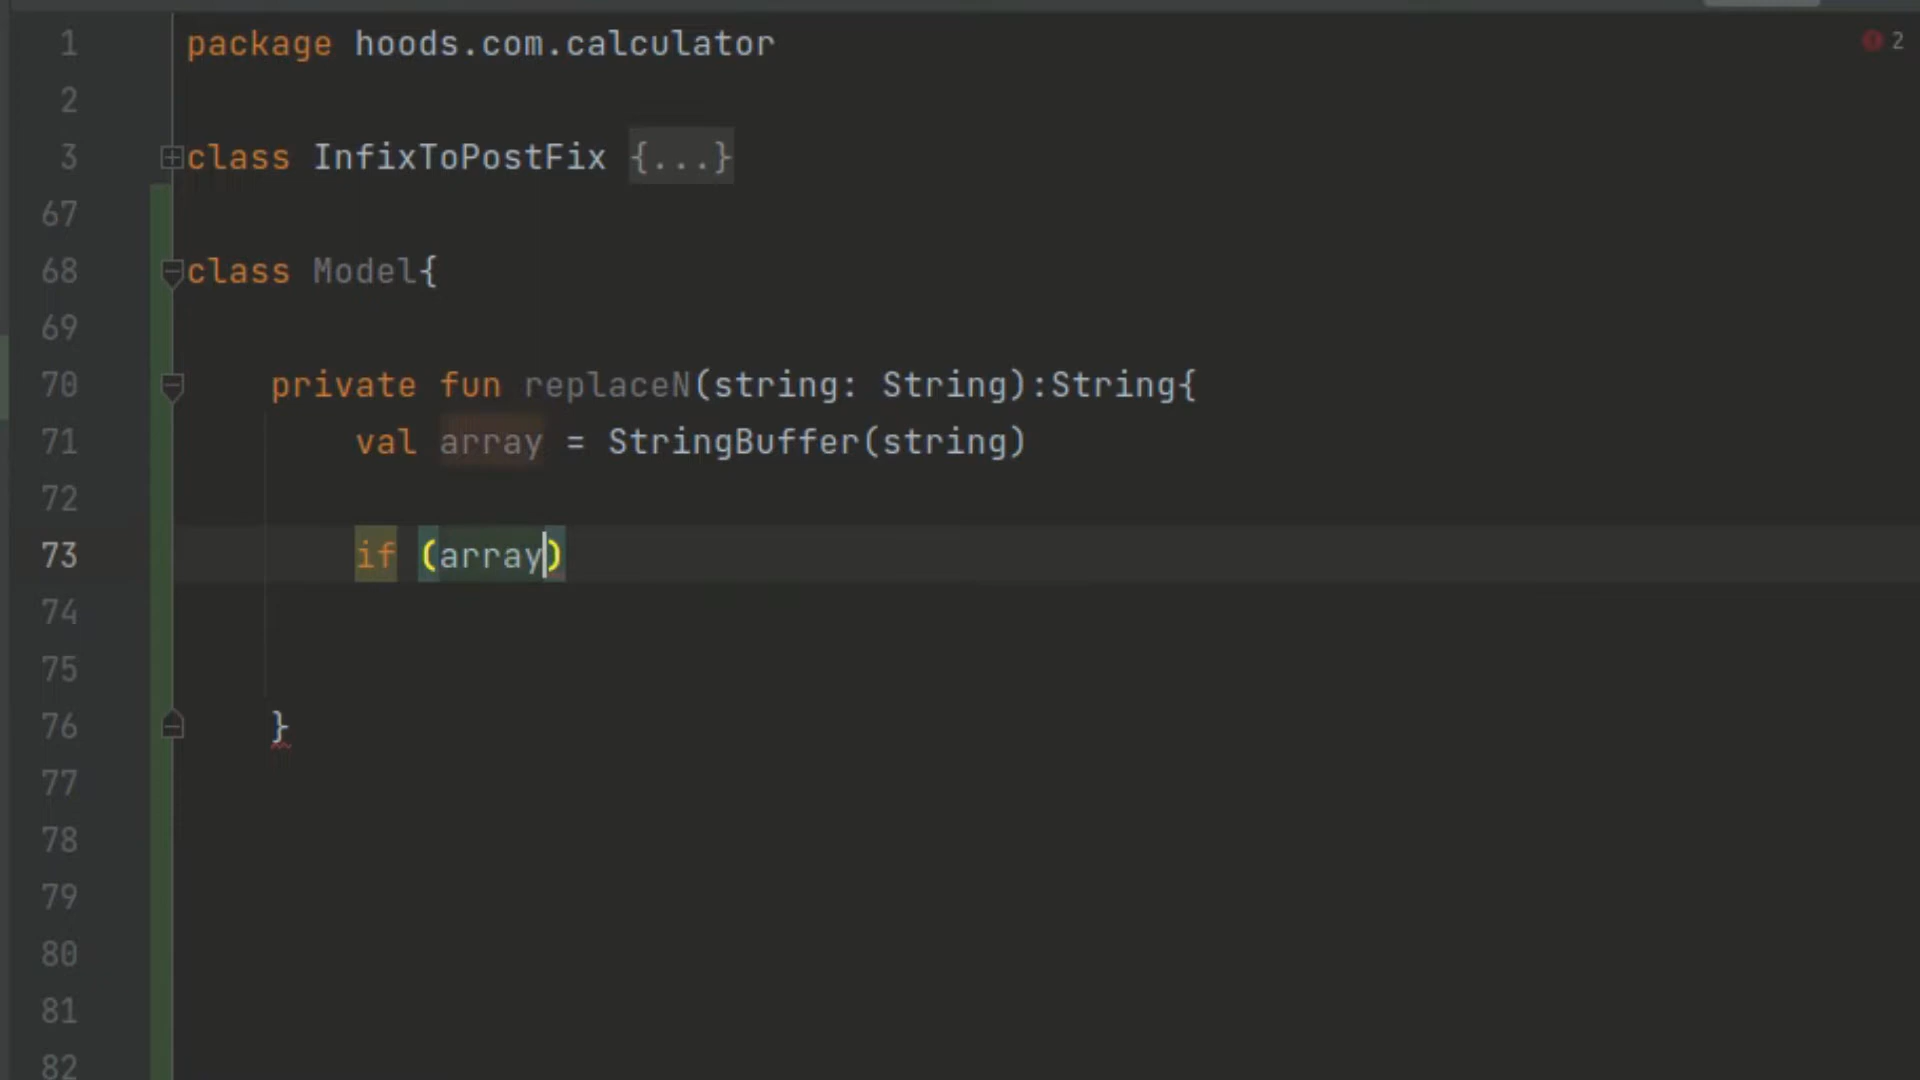 1 package hoods.com.calculator
2
2
3 class InfixToPostFix {...}
67
68 class Model{
69
70 private fun replaceN(string: String):String{
71 val array = StringBuffer(string)
72
73 if (array)
74
75
76 }
77
78
79
80
81
82